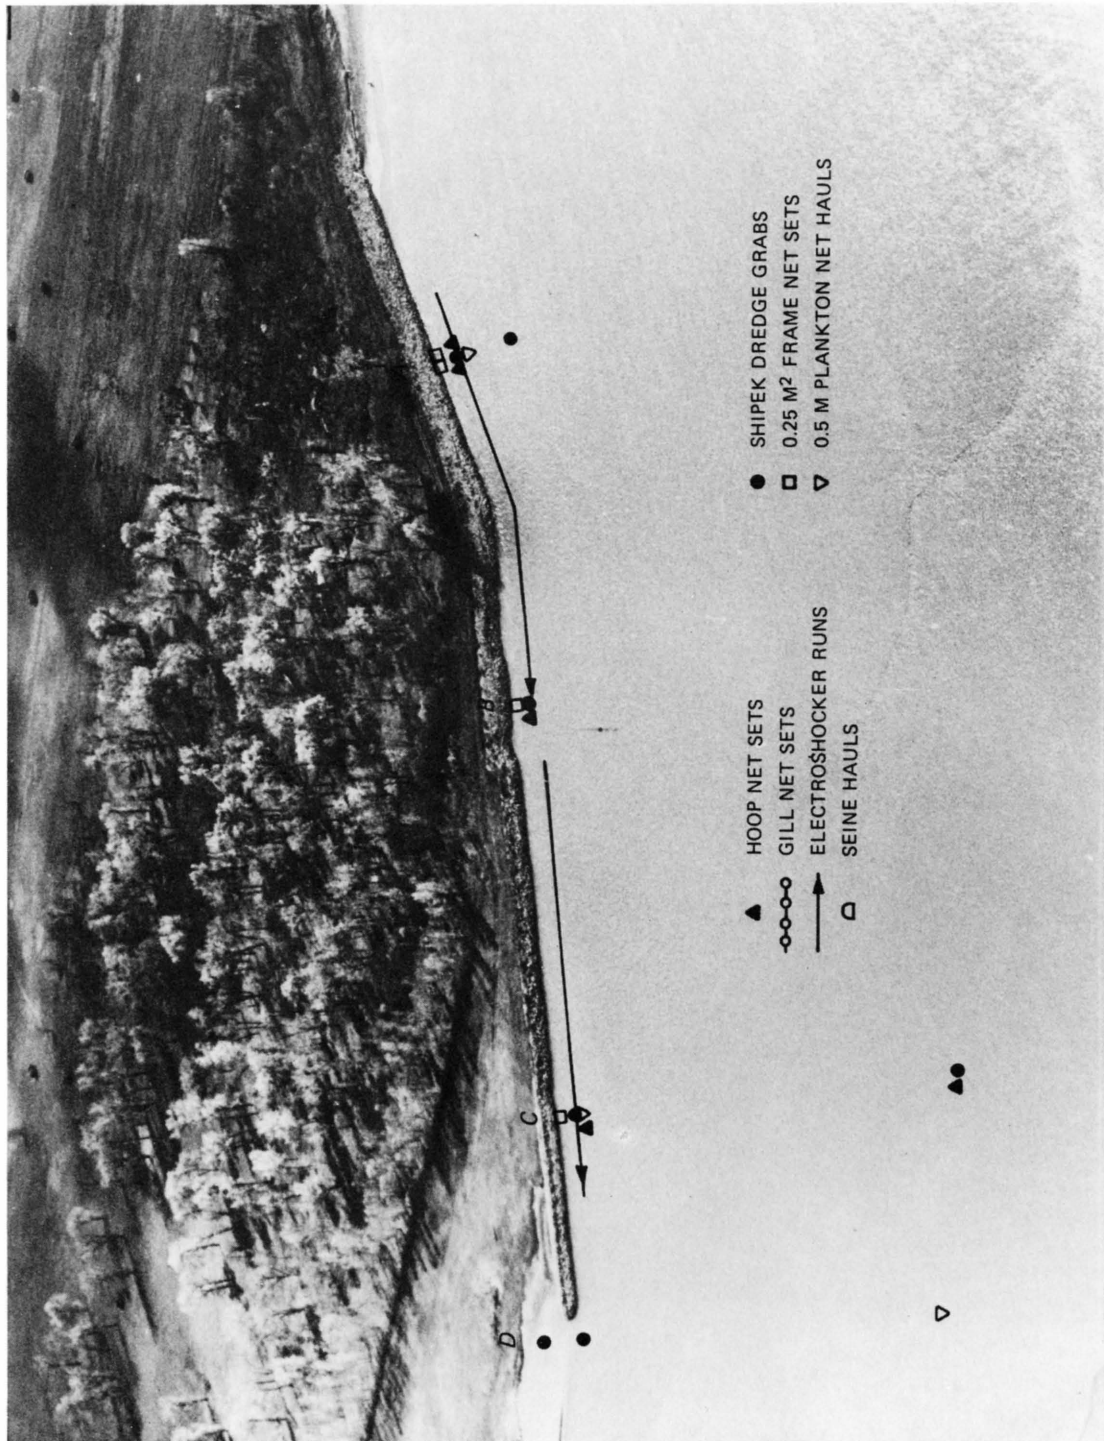 B
C
D
HOOP NET SETS
GILL NET SETS
ELECTROSHOCKER RUNS
SEINE HAULS
SHIPEK DREDGE GRABS
0.25 M² FRAME NET SETS
0.5 M PLANKTON NET HAULS